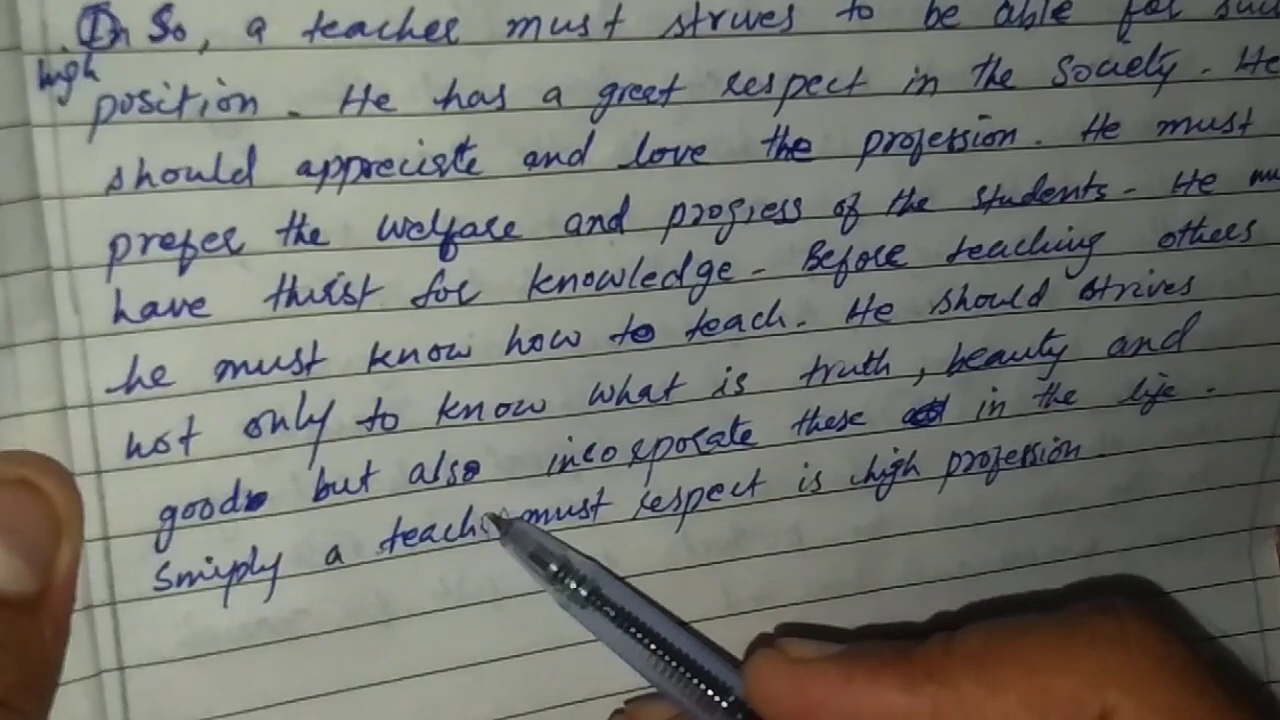 So, a teacher must strives to be able for such
high
position. He has a great respect in the Society. He
should appreciate and love the profession. He must
prefer the welfare and progress of the students. He mu
have thirst for knowledge. Before teaching others
he must know how to teach. He should strives
not only to know what is truth, beauty and
good but also incorporate these in the life.
Smiply a teache must respect is high profession